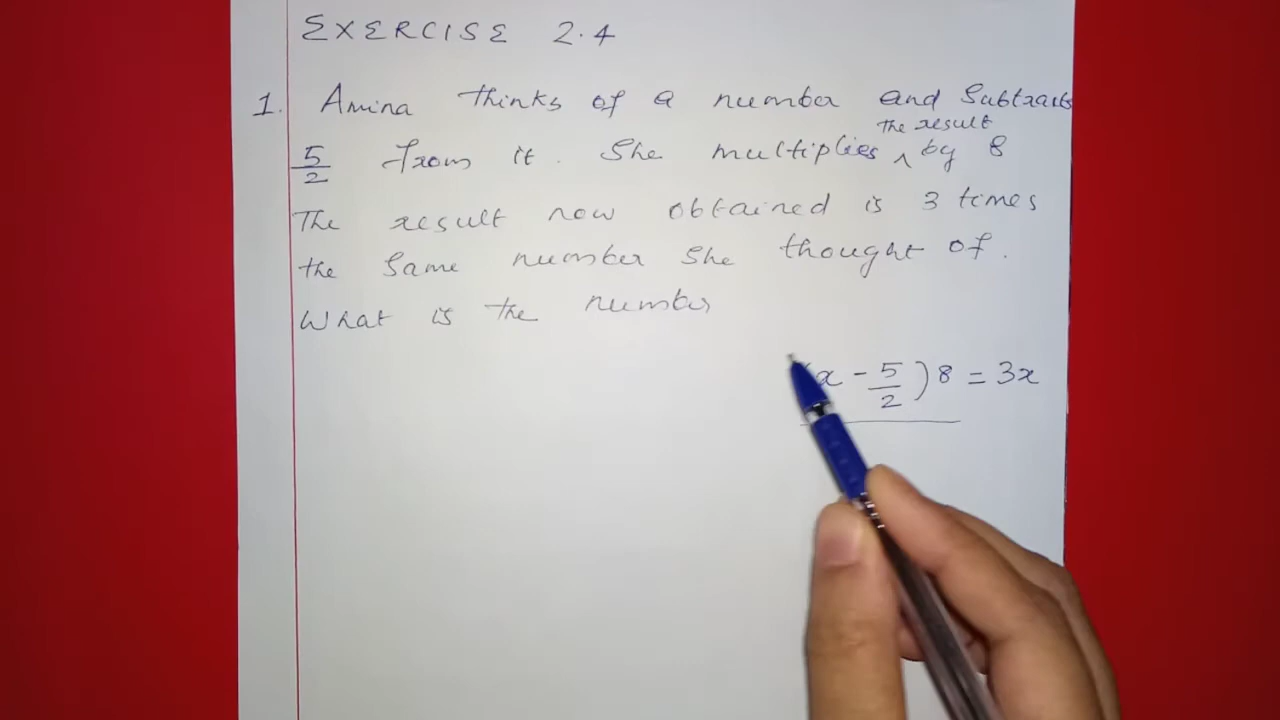 EXERCISE 2.4
1. Amina thinks of a number and Subtracts
5/2 from it. She multiplies ^ the result by 8
The result now obtained is 3 times
the same number she thought of.
What is the number
x - 5/2 ) 8 = 3x